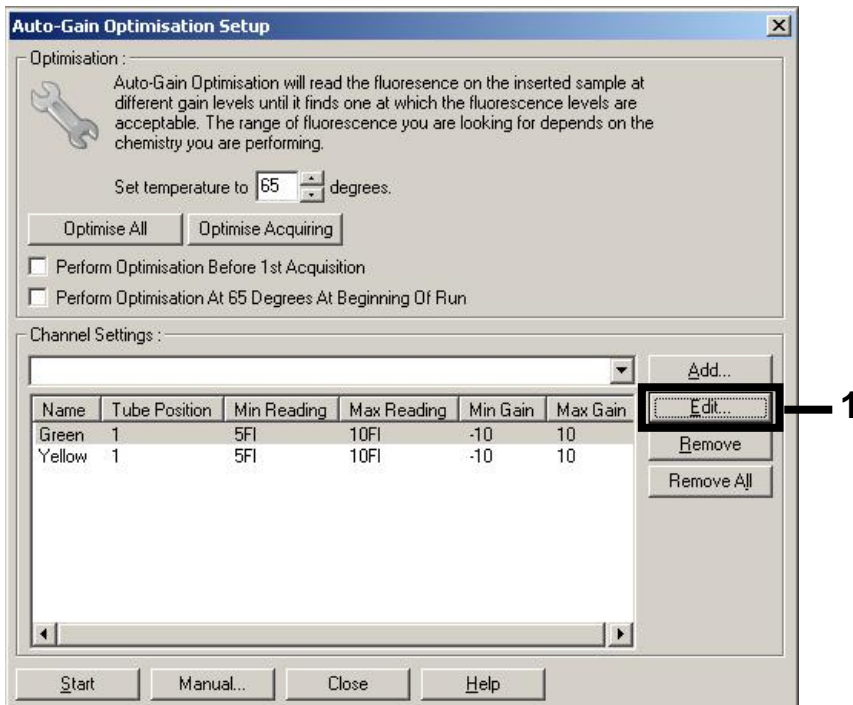 Auto-Gain Optimisation Setup
Optimisation :
Auto-Gain Optimisation will read the fluoresence on the inserted sample at
different gain levels until it finds one at which the fluorescence levels are
acceptable. The range of fluorescence you are looking for depends on the
chemistry you are performing.
Set temperature to 65 degrees.
Optimise All Optimise Acquiring
Perform Optimisation Before 1st Acquisition
Perform Optimisation At 65 Degrees At Beginning Of Run
Channel Settings :
Add...
Name Tube Position Min Reading Max Reading Min Gain Max Gain Edit... 1
Green 1 5Fl 10Fl -10 10
Remove
Yellow 1 5Fl 10Fl -10 10
Remove All
Start Manual... Close Help